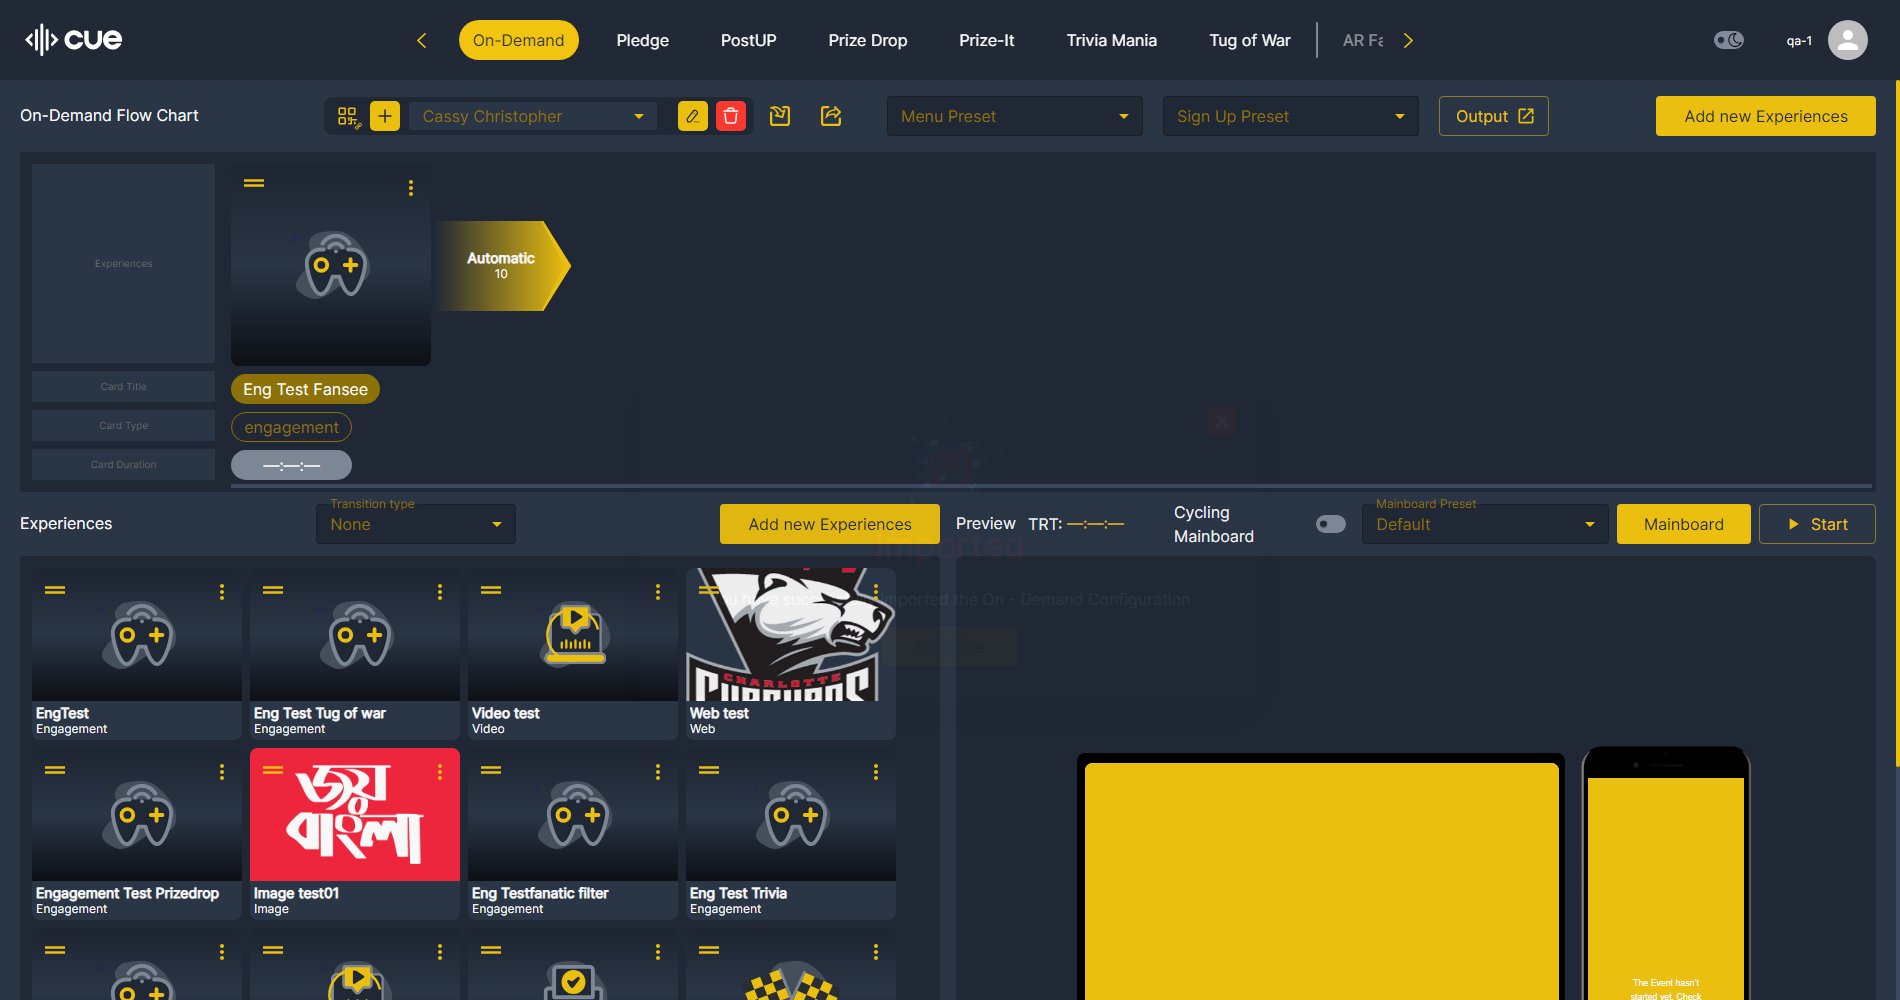 cue
On-Demand
Pledge
PostUP
Prize Drop
Prize-It
Trivia Mania
Tug of War
AR Fa
qa-1
On-Demand Flow Chart
Cassy Christopher
Menu Preset
Sign Up Preset
Output
Add new Experiences
Experiences
Automatic
10
Card Title
Eng Test Fansee
Card Type
engagement
Card Duration
—:—:—
Experiences
Transition type
None
Add new Experiences
Preview
TRT: —:—:—
Cycling
Mainboard
Mainboard Preset
Default
Mainboard
Start
Imported
imported the On - Demand Configuration
EngTest
Engagement
Eng Test Tug of war
Engagement
Video test
Video
CHARLOTTE
Web test
Web
জয়
বাংলা
Engagement Test Prizedrop
Engagement
Image test01
Image
Eng Testfanatic filter
Engagement
Eng Test Trivia
Engagement
The Event hasn't
started yet. Check